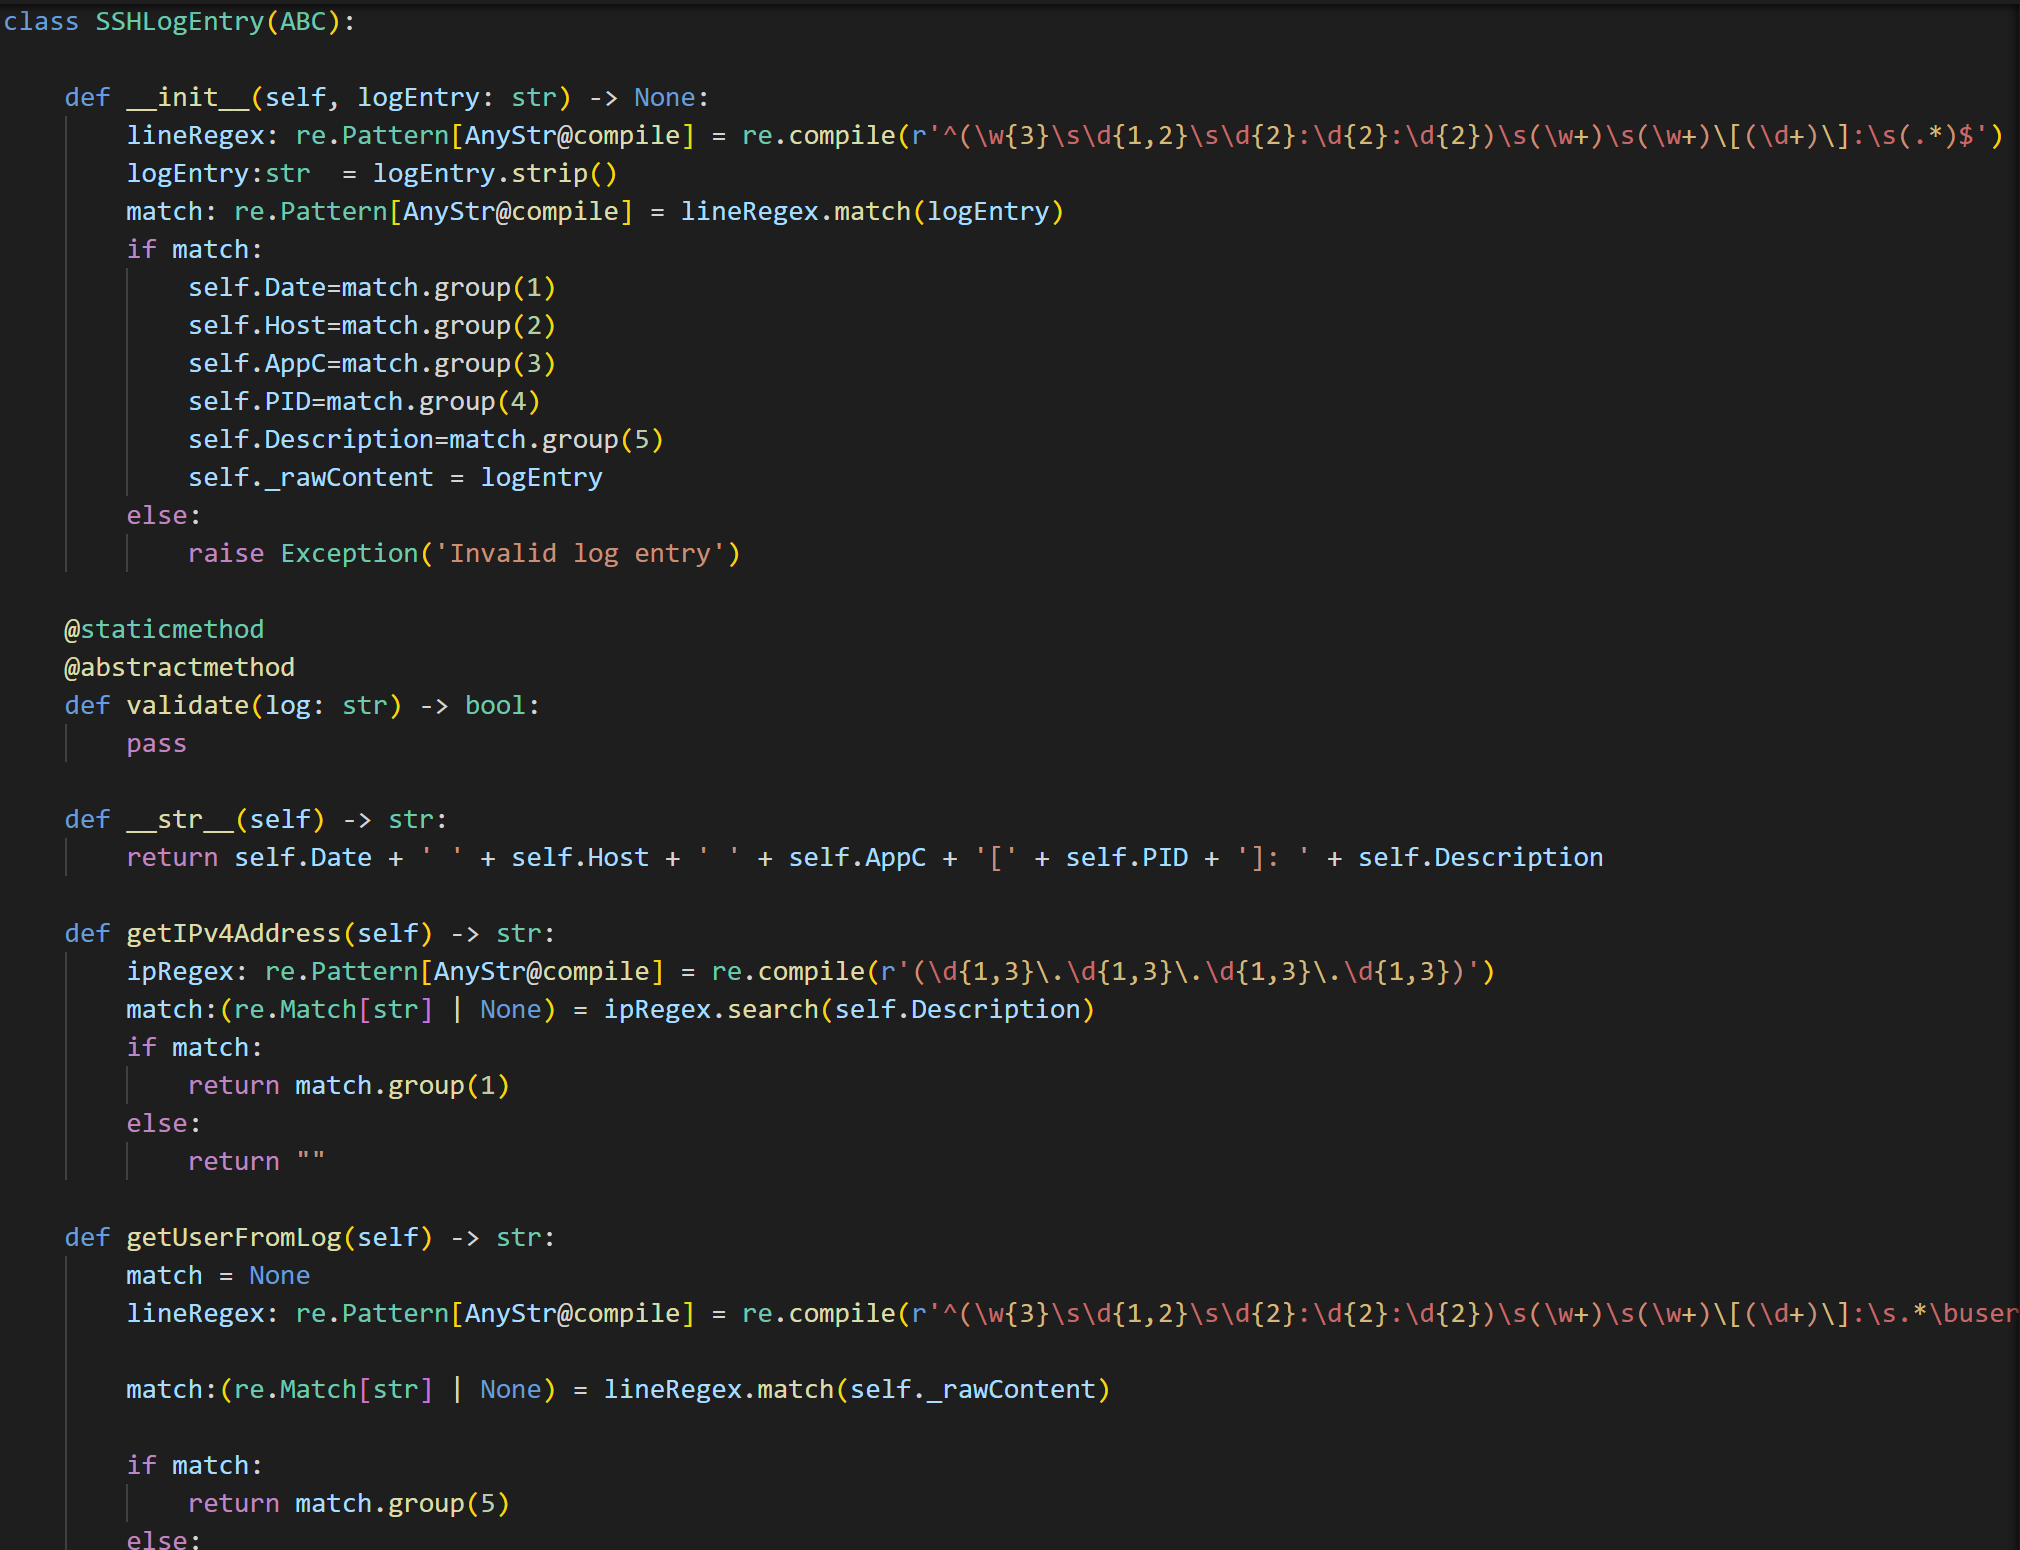 class SSHLogEntry(ABC):
def __init__(self, logEntry: str) -> None:
lineRegex: re.Pattern[AnyStr@compile] = re.compile(r'^(\w{3}\s\d{1,2}\s\d{2}:\d{2}:\d{2})\s(\w+)\s(\w+)\[(\d+)\]:\s(.*)$')
logEntry:str  = logEntry.strip()
match: re.Pattern[AnyStr@compile] = lineRegex.match(logEntry)
if match:
self.Date=match.group(1)
self.Host=match.group(2)
self.AppC=match.group(3)
self.PID=match.group(4)
self.Description=match.group(5)
self._rawContent = logEntry
else:
raise Exception('Invalid log entry')
@staticmethod
@abstractmethod
def validate(log: str) -> bool:
pass
def __str__(self) -> str:
return self.Date + ' ' + self.Host + ' ' + self.AppC + '[' + self.PID + ']: ' + self.Description
def getIPv4Address(self) -> str:
ipRegex: re.Pattern[AnyStr@compile] = re.compile(r'(\d{1,3}\.\d{1,3}\.\d{1,3}\.\d{1,3})')
match:(re.Match[str] | None) = ipRegex.search(self.Description)
if match:
return match.group(1)
else:
return ""
def getUserFromLog(self) -> str:
match = None
lineRegex: re.Pattern[AnyStr@compile] = re.compile(r'^(\w{3}\s\d{1,2}\s\d{2}:\d{2}:\d{2})\s(\w+)\s(\w+)\[(\d+)\]:\s.*\buser
match:(re.Match[str] | None) = lineRegex.match(self._rawContent)
if match:
return match.group(5)
else: